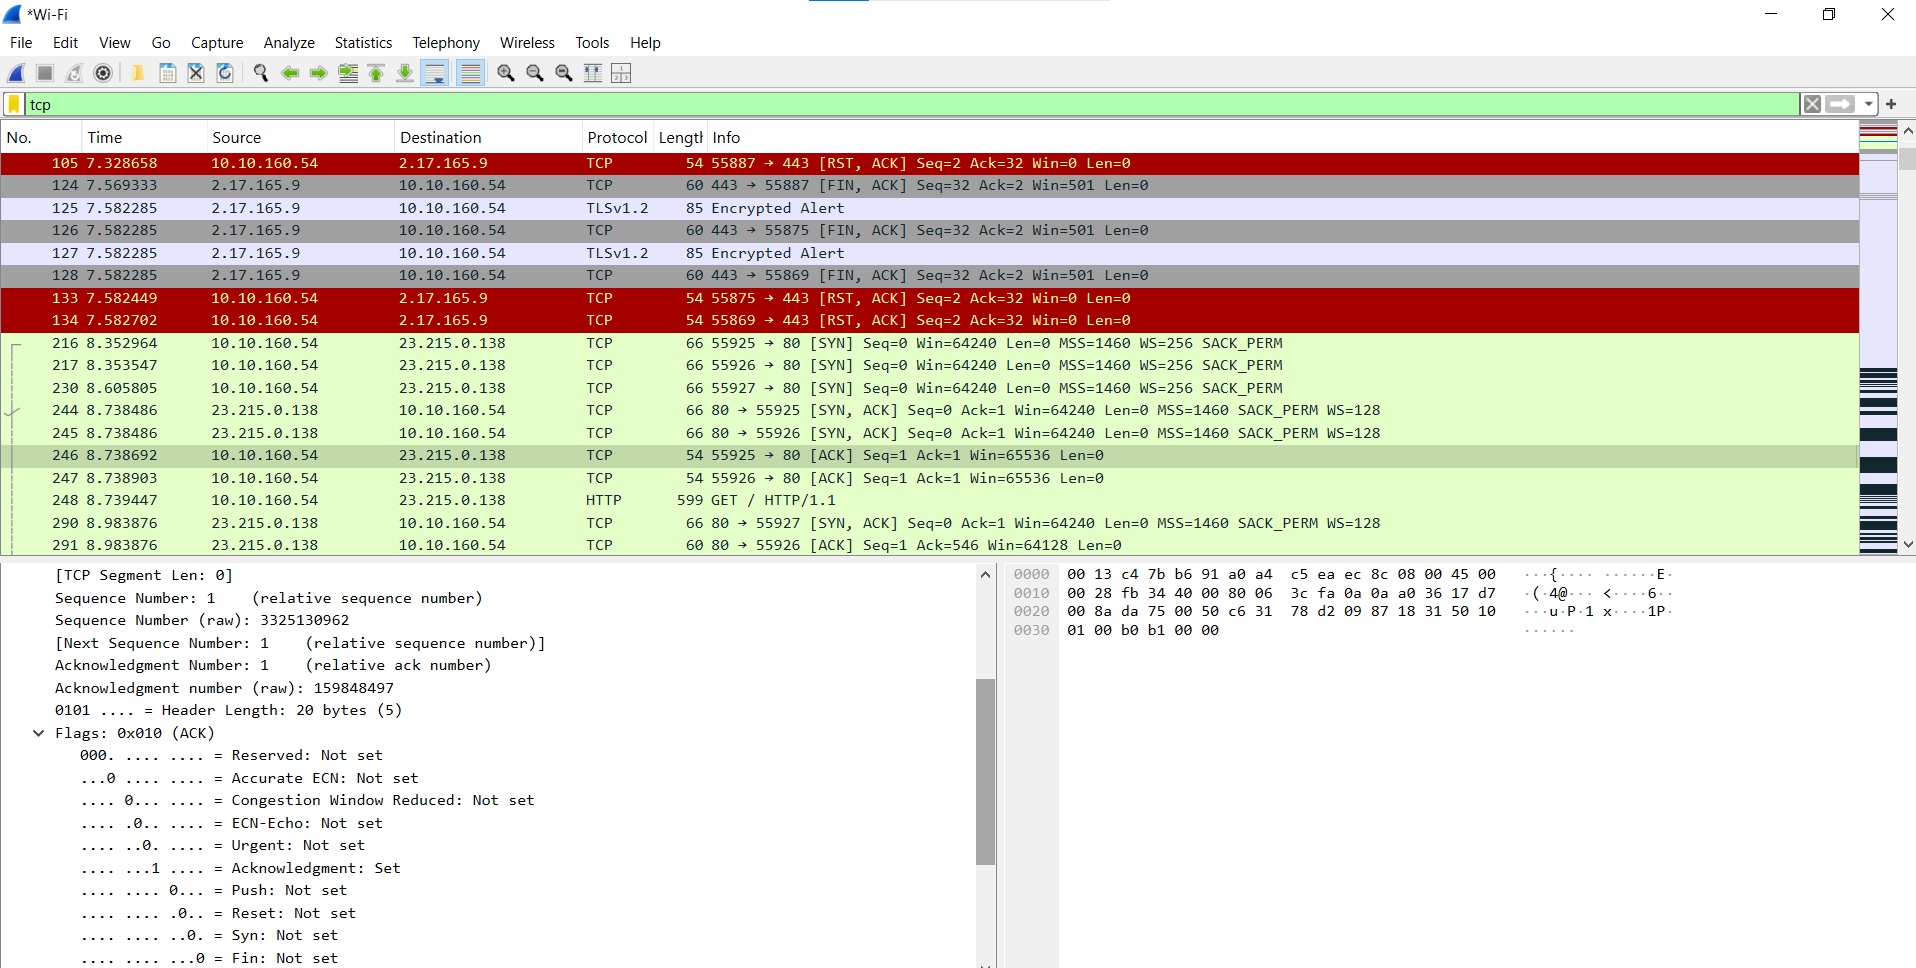 *Wi-Fi
File Edit View Go Capture Analyze Statistics Telephony Wireless Tools Help
tcp
No. Time Source Destination Protocol Length Info
105 7.328658 10.10.160.54 2.17.165.9 TCP 54 55887 → 443 [RST, ACK] Seq=2 Ack=32 Win=0 Len=0
124 7.569333 2.17.165.9 10.10.160.54 TCP 60 443 → 55887 [FIN, ACK] Seq=32 Ack=2 Win=501 Len=0
125 7.582285 2.17.165.9 10.10.160.54 TLSv1.2 85 Encrypted Alert
126 7.582285 2.17.165.9 10.10.160.54 TCP 60 443 → 55875 [FIN, ACK] Seq=32 Ack=2 Win=501 Len=0
127 7.582285 2.17.165.9 10.10.160.54 TLSv1.2 85 Encrypted Alert
128 7.582285 2.17.165.9 10.10.160.54 TCP 60 443 → 55869 [FIN, ACK] Seq=32 Ack=2 Win=501 Len=0
133 7.582449 10.10.160.54 2.17.165.9 TCP 54 55875 → 443 [RST, ACK] Seq=2 Ack=32 Win=0 Len=0
134 7.582702 10.10.160.54 2.17.165.9 TCP 54 55869 → 443 [RST, ACK] Seq=2 Ack=32 Win=0 Len=0
216 8.352964 10.10.160.54 23.215.0.138 TCP 66 55925 → 80 [SYN] Seq=0 Win=64240 Len=0 MSS=1460 WS=256 SACK_PERM
217 8.353547 10.10.160.54 23.215.0.138 TCP 66 55926 → 80 [SYN] Seq=0 Win=64240 Len=0 MSS=1460 WS=256 SACK_PERM
230 8.605805 10.10.160.54 23.215.0.138 TCP 66 55927 → 80 [SYN] Seq=0 Win=64240 Len=0 MSS=1460 WS=256 SACK_PERM
244 8.738486 23.215.0.138 10.10.160.54 TCP 66 80 → 55925 [SYN, ACK] Seq=0 Ack=1 Win=64240 Len=0 MSS=1460 SACK_PERM WS=128
245 8.738486 23.215.0.138 10.10.160.54 TCP 66 80 → 55926 [SYN, ACK] Seq=0 Ack=1 Win=64240 Len=0 MSS=1460 SACK_PERM WS=128
246 8.738692 10.10.160.54 23.215.0.138 TCP 54 55925 → 80 [ACK] Seq=1 Ack=1 Win=65536 Len=0
247 8.738903 10.10.160.54 23.215.0.138 TCP 54 55926 → 80 [ACK] Seq=1 Ack=1 Win=65536 Len=0
248 8.739447 10.10.160.54 23.215.0.138 HTTP 599 GET / HTTP/1.1
290 8.983876 23.215.0.138 10.10.160.54 TCP 66 80 → 55927 [SYN, ACK] Seq=0 Ack=1 Win=64240 Len=0 MSS=1460 SACK_PERM WS=128
291 8.983876 23.215.0.138 10.10.160.54 TCP 60 80 → 55926 [ACK] Seq=1 Ack=546 Win=64128 Len=0
[TCP Segment Len: 0]
Sequence Number: 1 (relative sequence number)
Sequence Number (raw): 3325130962
[Next Sequence Number: 1 (relative sequence number)]
Acknowledgment Number: 1 (relative ack number)
Acknowledgment number (raw): 159848497
0101 .... = Header Length: 20 bytes (5)
Flags: 0x010 (ACK)
000. .... .... = Reserved: Not set
...0 .... .... = Accurate ECN: Not set
.... 0... .... = Congestion Window Reduced: Not set
.... .0.. .... = ECN-Echo: Not set
.... ..0. .... = Urgent: Not set
.... ...1 .... = Acknowledgment: Set
.... .... 0... = Push: Not set
.... .... .0.. = Reset: Not set
.... .... ..0. = Syn: Not set
.... .... ...0 = Fin: Not set
0000 00 13 c4 7b b6 91 a0 a4 c5 ea ec 8c 08 00 45 00 ···{···· ······E·
0010 00 28 fb 34 40 00 80 06 3c fa 0a 0a a0 36 17 d7 ·(·4@··· <····6··
0020 00 8a da 75 00 50 c6 31 78 d2 09 87 18 31 50 10 ···u·P·1 x····1P·
0030 01 00 b0 b1 00 00 ······